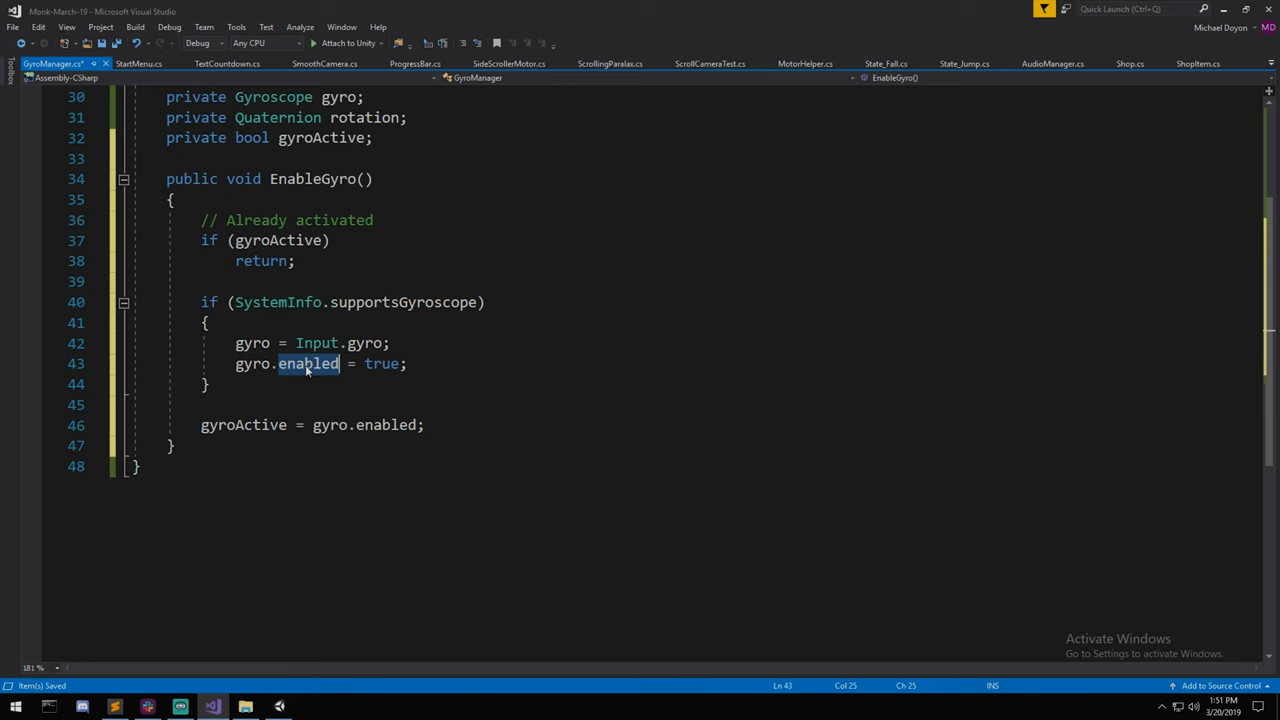 Monk-March-19 - Microsoft Visual Studio
Quick Launch (Ctrl+Q)
File Edit View Project Build Debug Team Tools Test Analyze Window Help
Michael Doyon MD
Debug Any CPU Attach to Unity
GyroManager.cs* StartMenu.cs TextCountdown.cs SmoothCamera.cs ProgressBar.cs SideScrollerMotor.cs ScrollingParalax.cs ScrollCameraTest.cs MotorHelper.cs State_Fall.cs State_Jump.cs AudioManager.cs Shop.cs ShopItem.cs
Toolbox
Assembly-CSharp GyroManager EnableGyro()
30 private Gyroscope gyro;
31 private Quaternion rotation;
32 private bool gyroActive;
33
34 public void EnableGyro()
35 {
36 // Already activated
37 if (gyroActive)
38 return;
39
40 if (SystemInfo.supportsGyroscope)
41 {
42 gyro = Input.gyro;
43 gyro.enabled = true;
44 }
45
46 gyroActive = gyro.enabled;
47 }
48 }
Activate Windows
Go to Settings to activate Windows.
181 %
Item(s) Saved Ln 43 Col 25 Ch 25 INS Add to Source Control
1:51 PM
3/20/2019